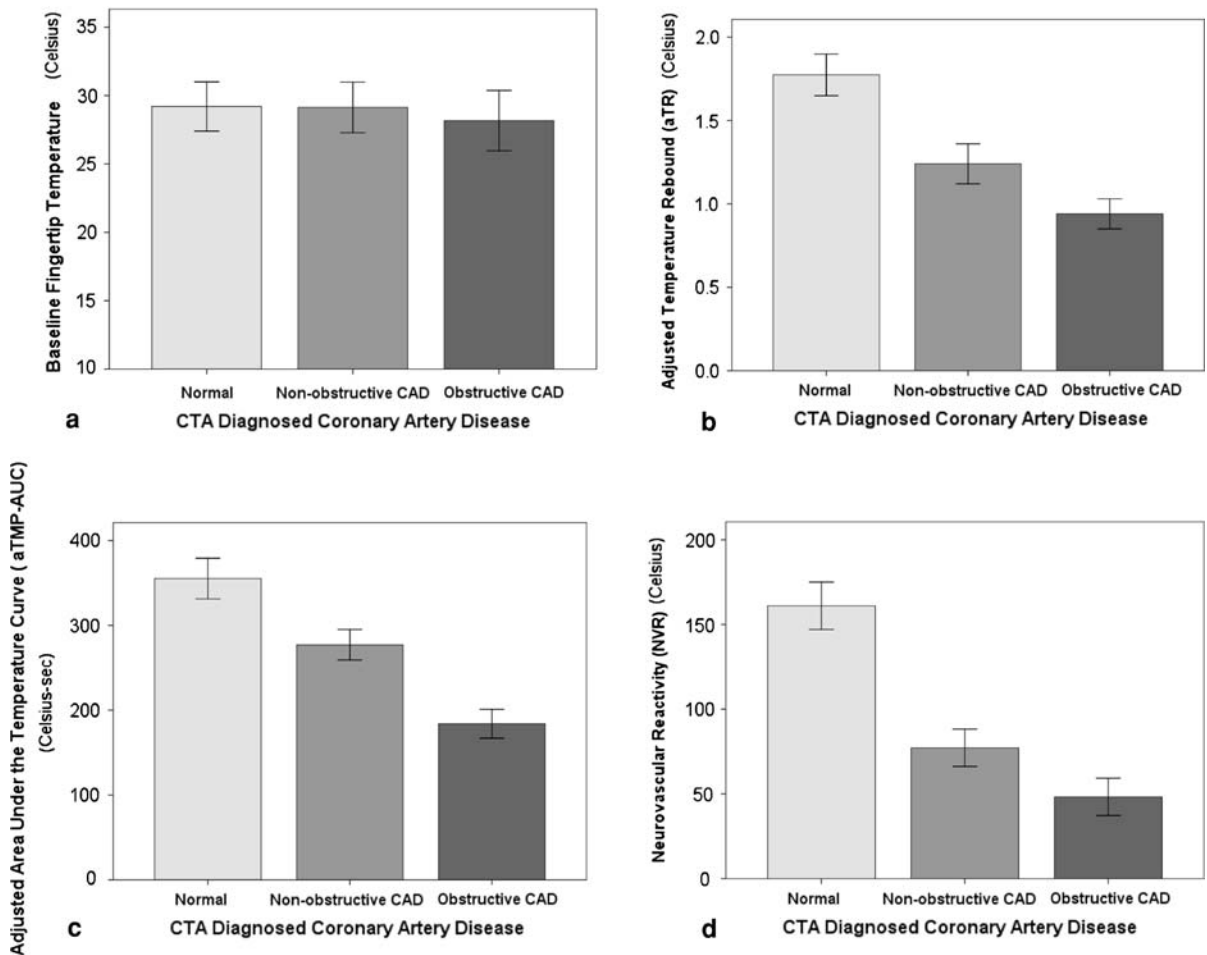 Baseline Fingertip Temperature (Celsius)
35
30
25
20
15
10
Normal Non-obstructive CAD Obstructive CAD
a CTA Diagnosed Coronary Artery Disease
Adjusted Temperature Rebound (aTR) (Celsius)
2.0
1.5
1.0
0.5
0.0
Normal Non-obstructive CAD Obstructive CAD
b CTA Diagnosed Coronary Artery Disease
Adjusted Area Under the Temperature Curve ( aTMP-AUC)
(Celsius-sec)
400
300
200
100
0
Normal Non-obstructive CAD Obstructive CAD
c CTA Diagnosed Coronary Artery Disease
Neurovascular Reactivity (NVR) (Celsius)
200
150
100
50
0
Normal Non-obstructive CAD Obstructive CAD
d CTA Diagnosed Coronary Artery Disease